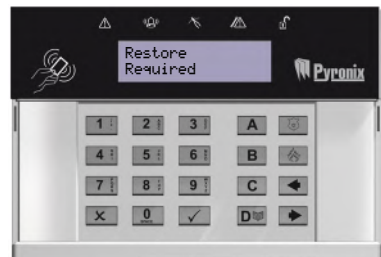 Restore
Required
Pyronix
1 2 3 A
4 5 6 B
7 8 9 C
0 D